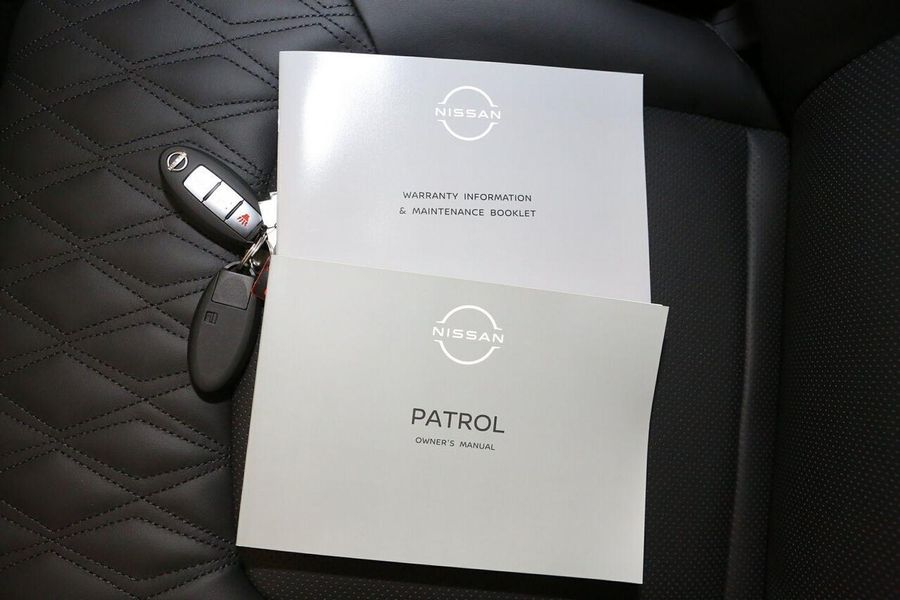 NISSAN
WARRANTY INFORMATION
& MAINTENANCE BOOKLET
NISSAN
PATROL
OWNER'S MANUAL